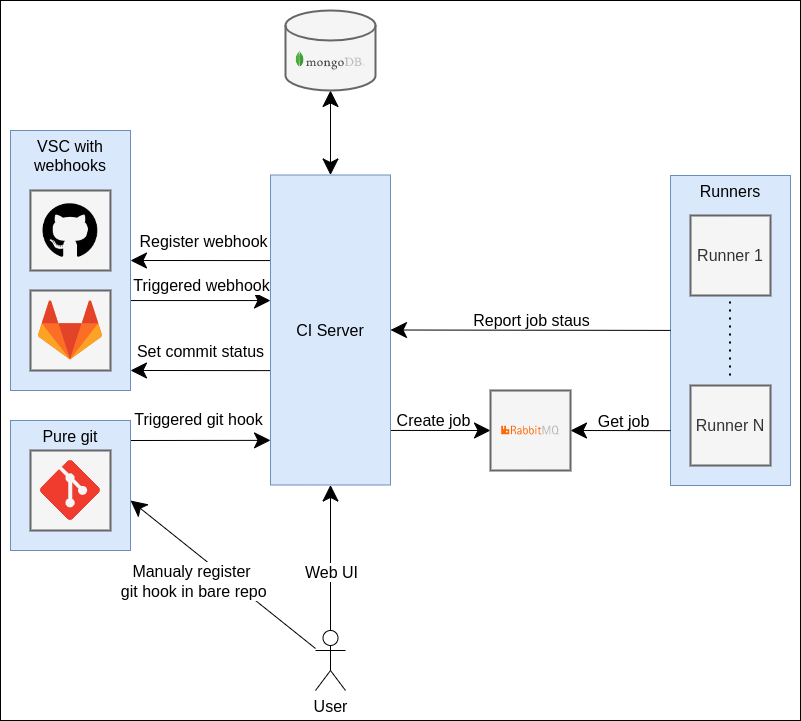 mongoDB
VSC with
webhooks
Runners
Runner 1
Register webhook
Triggered webhook
CI Server
Report job staus
Set commit status
Triggered git hook
Create job
RabbitMQ
Get job
Runner N
Pure git
Manualy register
git hook in bare repo
Web UI
User